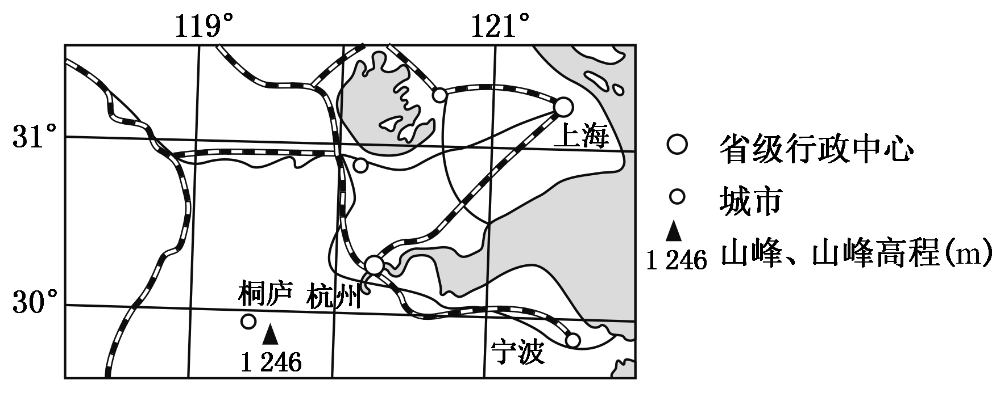 119° 121°
31°
上海
30°
桐庐 杭州
1 246
宁波
省级行政中心
城市
1 246 山峰、山峰高程(m)